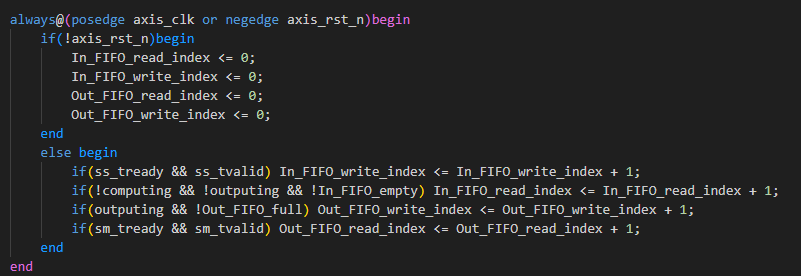 always@(posedge axis_clk or negedge axis_rst_n)begin
    if(!axis_rst_n)begin
        In_FIFO_read_index <= 0;
        In_FIFO_write_index <= 0;
        Out_FIFO_read_index <= 0;
        Out_FIFO_write_index <= 0;
    end
    else begin
        if(ss_tready && ss_tvalid) In_FIFO_write_index <= In_FIFO_write_index + 1;
        if(!computing && !outputing && !In_FIFO_empty) In_FIFO_read_index <= In_FIFO_read_index + 1;
        if(outputing && !Out_FIFO_full) Out_FIFO_write_index <= Out_FIFO_write_index + 1;
        if(sm_tready && sm_tvalid) Out_FIFO_read_index <= Out_FIFO_read_index + 1;
    end
end